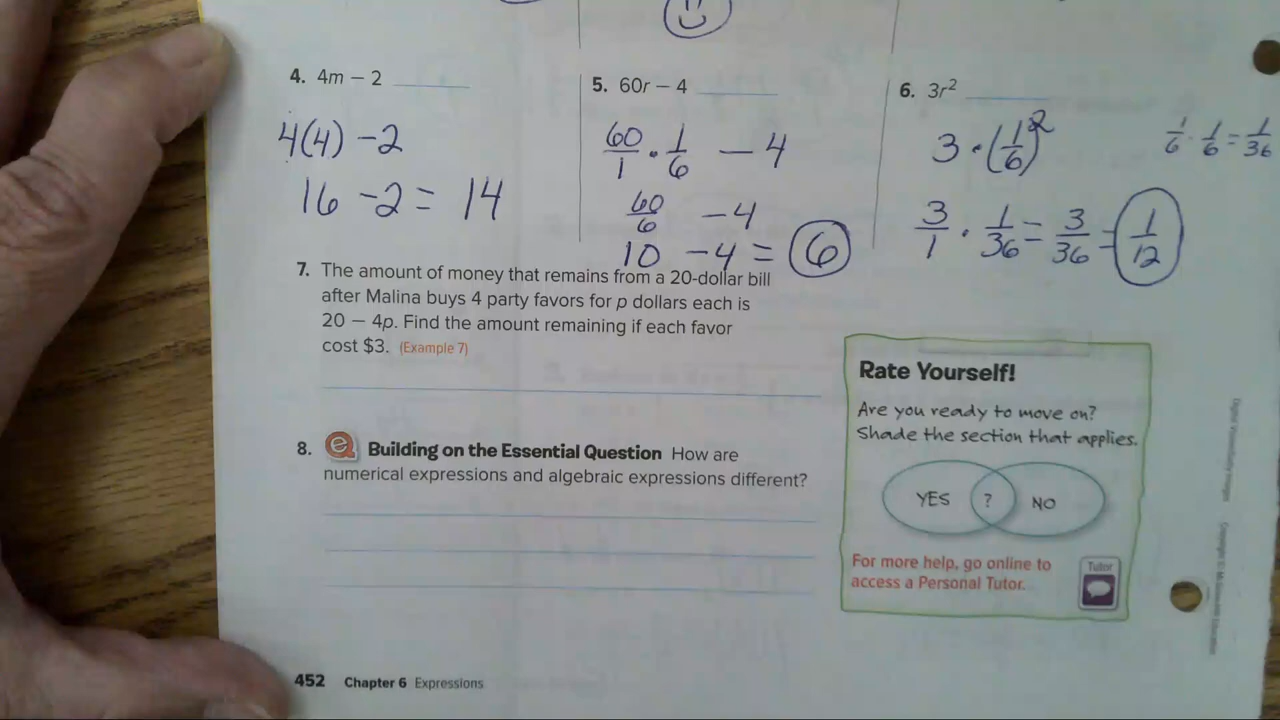 4. 4m − 2
4(4) − 2
16 − 2 = 14
5. 60r − 4
60/1 · 1/6 − 4
60/6 − 4
10 − 4 = 6
6. 3r²
3 · (1/6)²
1/6 · 1/6 = 1/36
3/1 · 1/36 = 3/36 = 1/12
7. The amount of money that remains from a 20-dollar bill
after Malina buys 4 party favors for p dollars each is
20 − 4p. Find the amount remaining if each favor
cost $3. (Example 7)
8. e Building on the Essential Question How are
numerical expressions and algebraic expressions different?
Rate Yourself!
Are you ready to move on?
Shade the section that applies.
YES ? NO
For more help, go online to
access a Personal Tutor.
Tutor
452 Chapter 6 Expressions